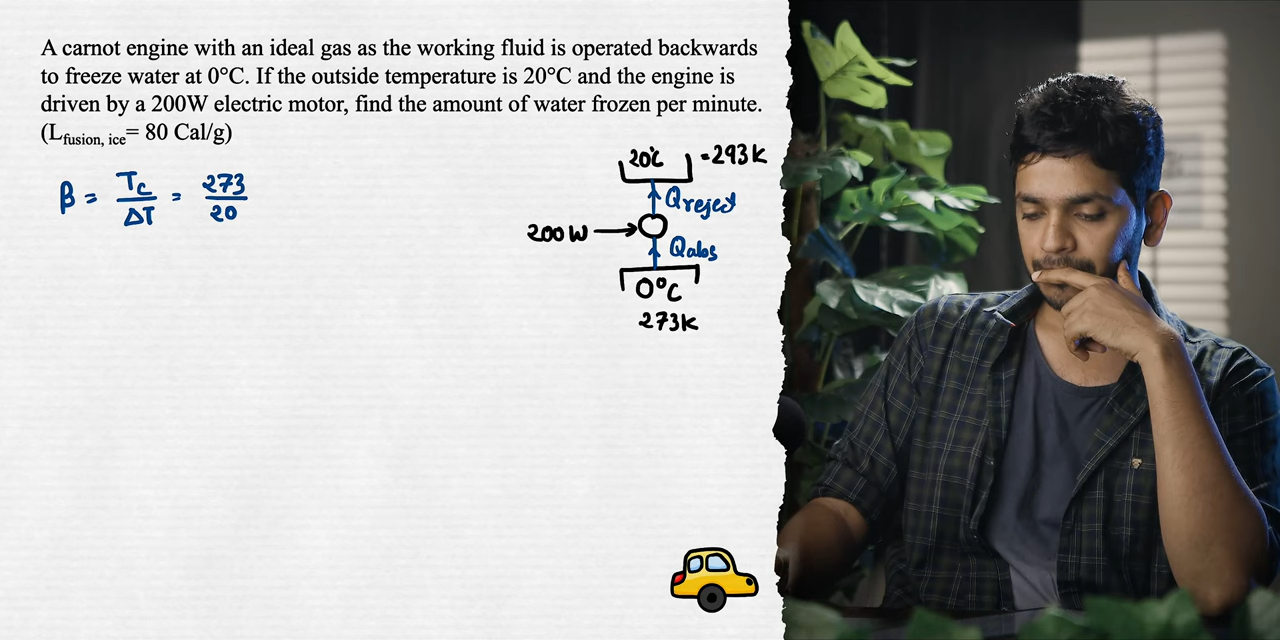 A carnot engine with an ideal gas as the working fluid is operated backwards
to freeze water at 0°C. If the outside temperature is 20°C and the engine is
driven by a 200W electric motor, find the amount of water frozen per minute.
(Lfusion, ice= 80 Cal/g)
β = Tc/ΔT = 273/20
20°C = 293K
Qreject
200W
Qabs
0°C
273K